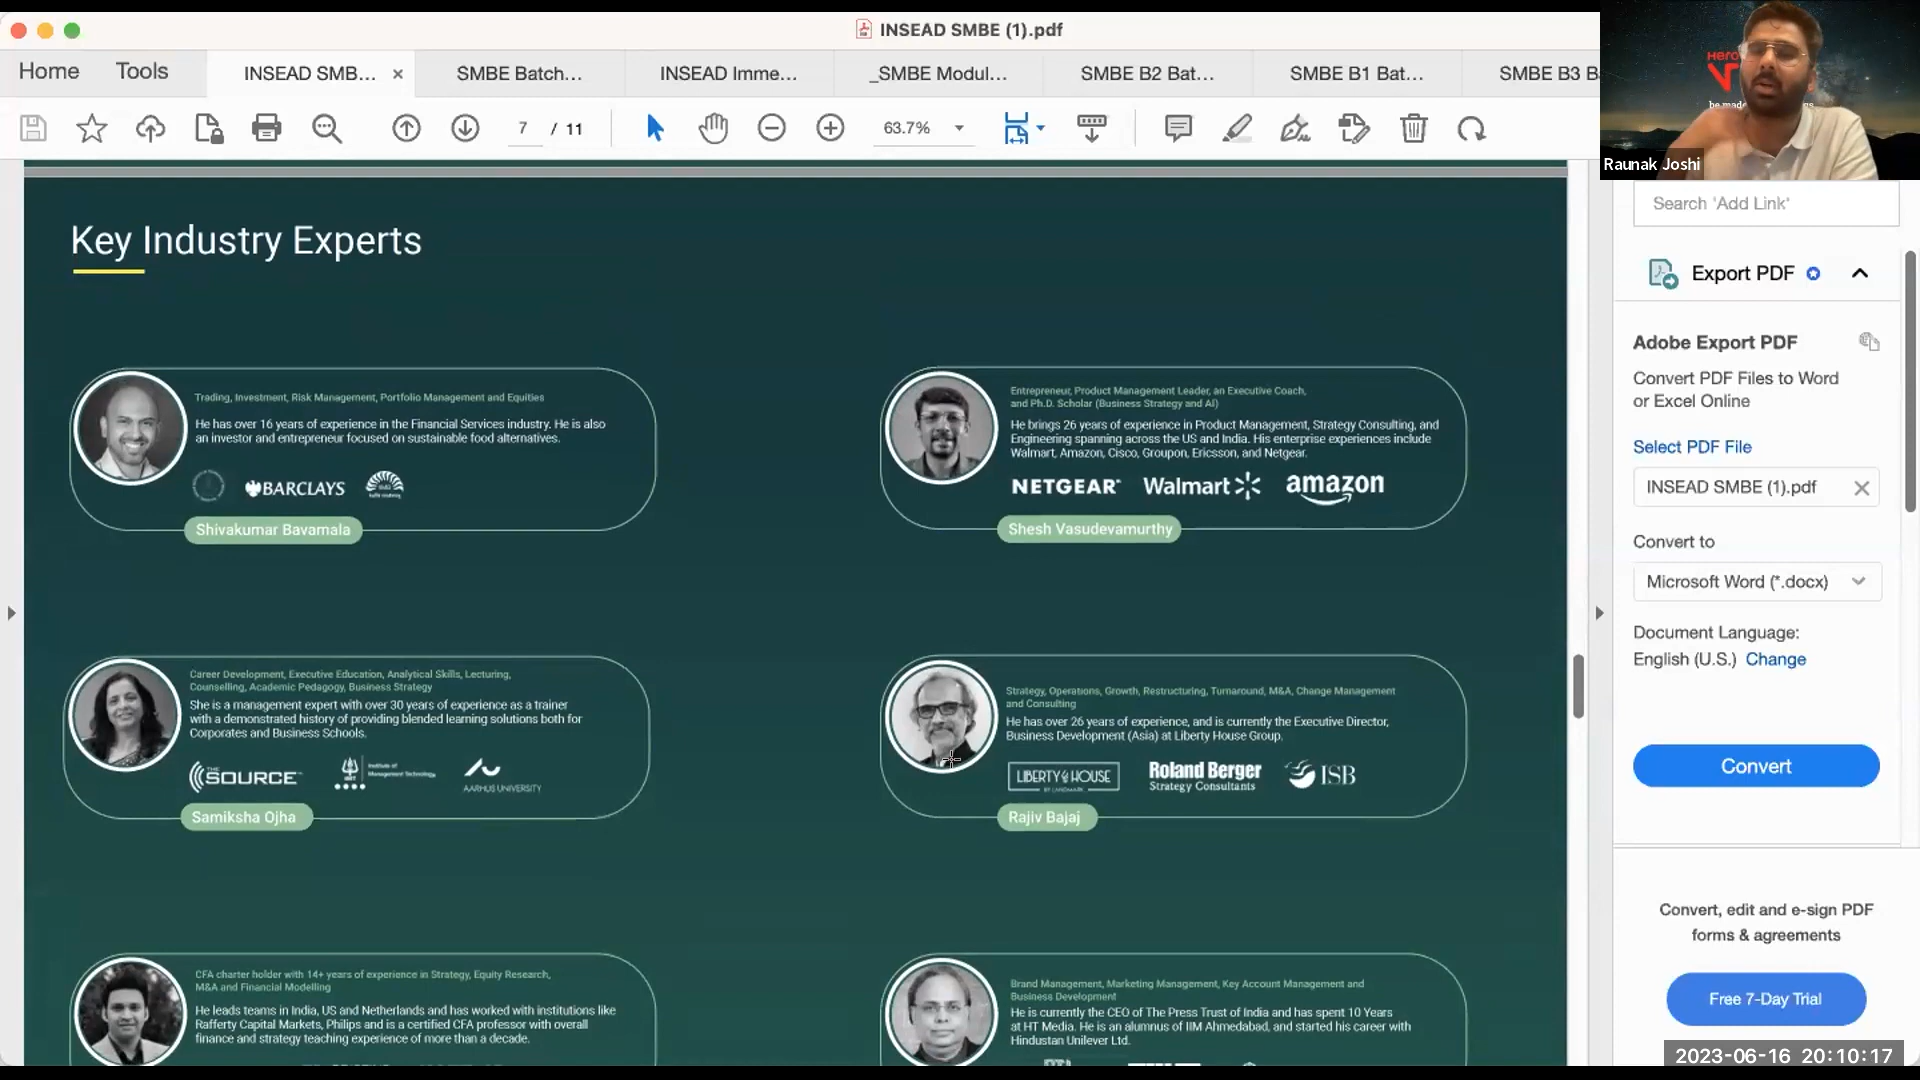 INSEAD SMBE (1).pdf
Home
Tools
INSEAD SMB...
SMBE Batch...
INSEAD Imme...
_SMBE Modul...
SMBE B2 Bat...
SMBE B1 Bat...
SMBE B3 B
7 / 11
63.7%
Hero
Raunak Joshi
Key Industry Experts
Trading, Investment, Risk Management, Portfolio Management and Equities
He has over 16 years of experience in the Financial Services industry. He is also
an investor and entrepreneur focused on sustainable food alternatives.
BARCLAYS
Shivakumar Bavamala
Entrepreneur, Product Management Leader, an Executive Coach,
and Ph.D. Scholar (Business Strategy and AI)
He brings 26 years of experience in Product Management, Strategy Consulting, and
Engineering spanning across the US and India. His enterprise experiences include
Walmart, Amazon, Cisco, Groupon, Ericsson, and Netgear.
NETGEAR Walmart amazon
Shesh Vasudevamurthy
Career Development, Executive Education, Analytical Skills, Lecturing,
Counselling, Academic Pedagogy, Business Strategy
She is a management expert with over 30 years of experience as a trainer
with a demonstrated history of providing blended learning solutions both for
Corporates and Business Schools.
THE SOURCE
Institute of
Management Technology
AARHUS UNIVERSITY
Samiksha Ojha
Strategy, Operations, Growth, Restructuring, Turnaround, M&A, Change Management
and Consulting
He has over 26 years of experience, and is currently the Executive Director,
Business Development (Asia) at Liberty House Group.
LIBERTY HOUSE
BY LANDMARK
Roland Berger
Strategy Consultants
ISB
Rajiv Bajaj
CFA charter holder with 14+ years of experience in Strategy, Equity Research,
M&A and Financial Modelling
He leads teams in India, US and Netherlands and has worked with institutions like
Rafferty Capital Markets, Philips and is a certified CFA professor with overall
finance and strategy teaching experience of more than a decade.
Brand Management, Marketing Management, Key Account Management and
Business Development
He is currently the CEO of The Press Trust of India and has spent 10 Years
at HT Media. He is an alumnus of IIM Ahmedabad, and started his career with
Hindustan Unilever Ltd.
Search 'Add Link'
Export PDF
Adobe Export PDF
Convert PDF Files to Word
or Excel Online
Select PDF File
INSEAD SMBE (1).pdf
Convert to
Microsoft Word (*.docx)
Document Language:
English (U.S.) Change
Convert
Convert, edit and e-sign PDF
forms & agreements
Free 7-Day Trial
2023-06-16 20:10:17